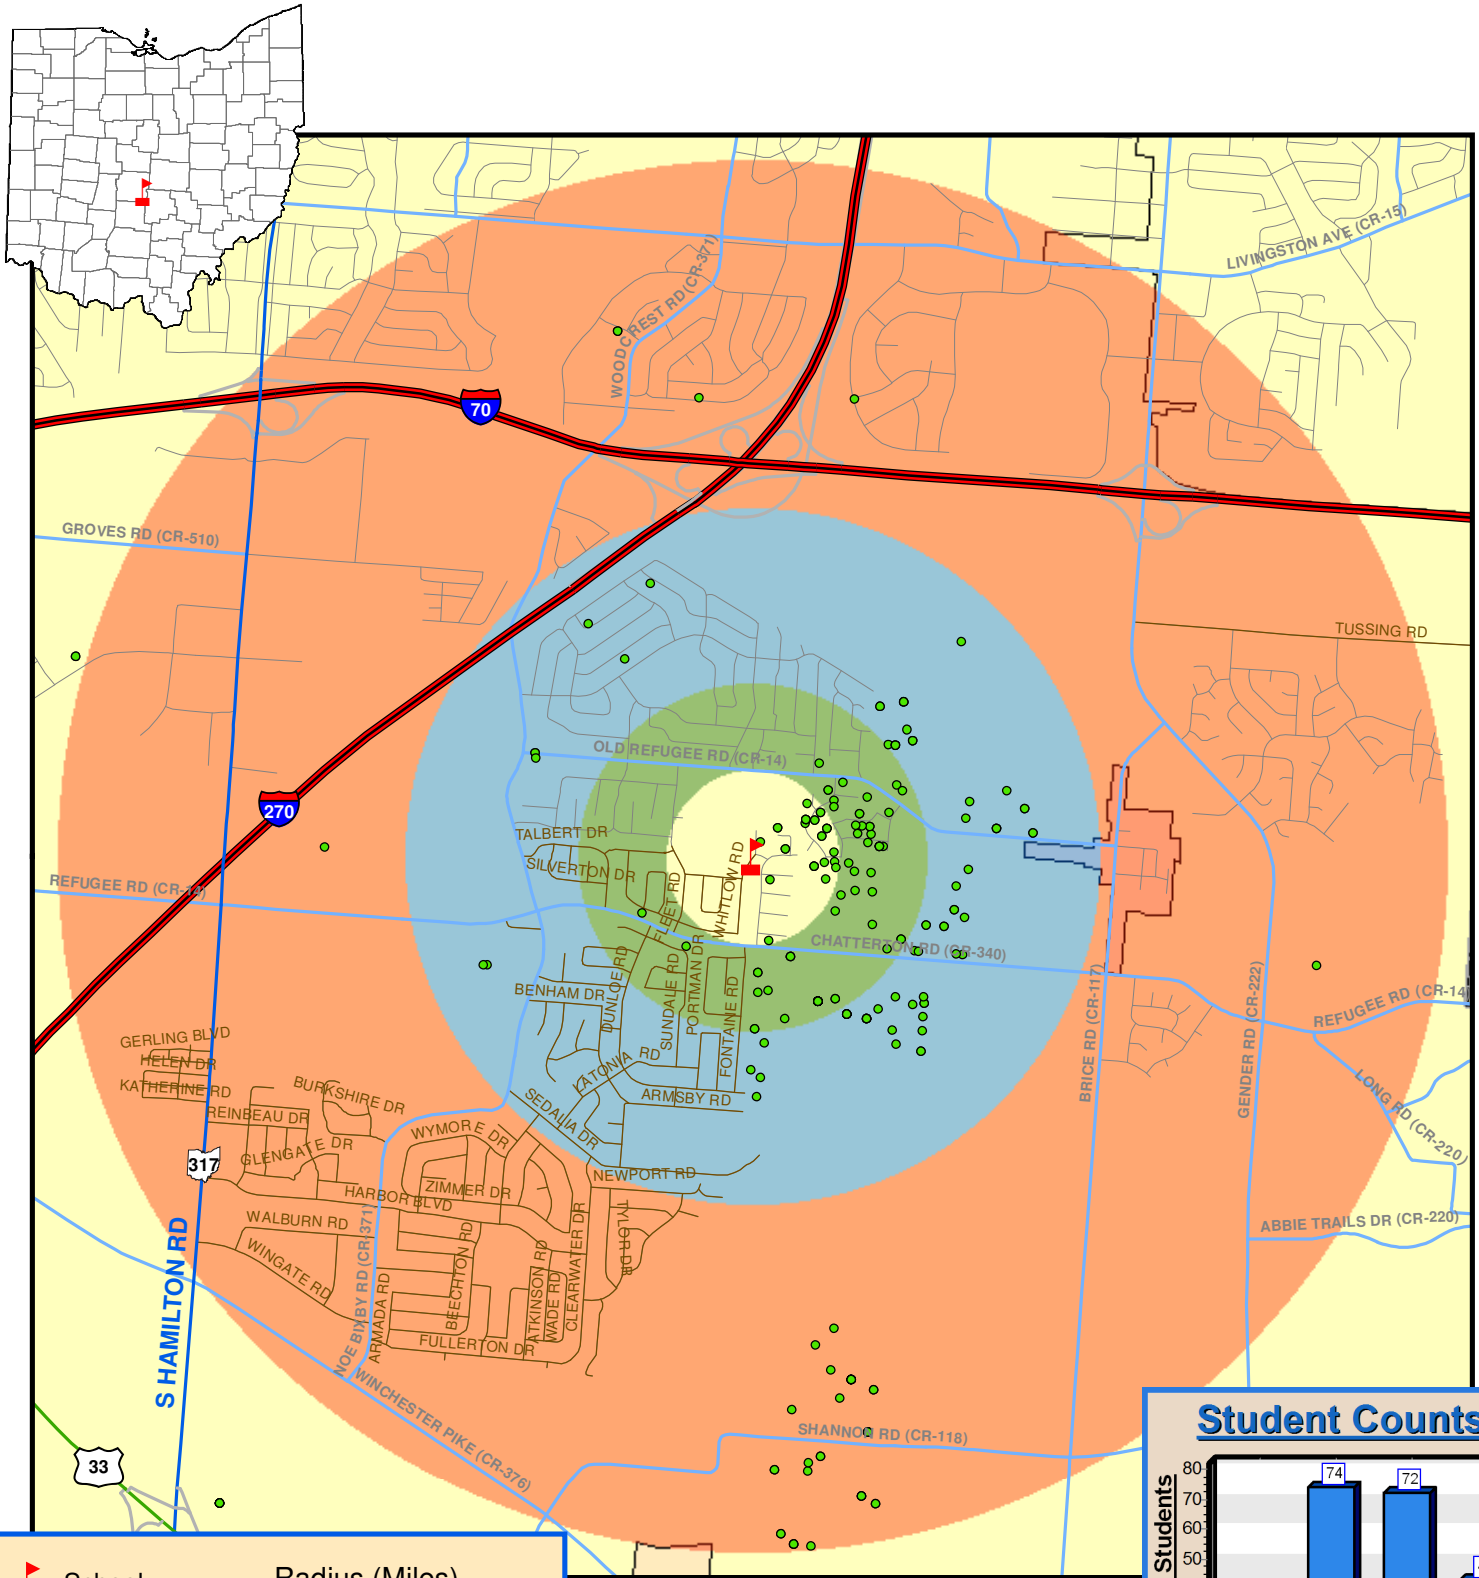 LIVINGSTON AVE (CR-15)
WOODCREST RD (CR-371)
70
GROVES RD (CR-510)
TUSSING RD
OLD REFUGEE RD (CR-14)
270
TALBERT DR
SILVERTON DR
WHITLOW RD
FLEET RD
REFUGEE RD (CR-14)
CHATTERTON RD (CR-340)
DUNLOE RD
SUNDALE RD
PORTMAN DR
FONTAINE RD
BENHAM DR
BRICE RD (CR-117)
GENDER RD (CR-222)
REFUGEE RD (CR-14)
GERLING BLVD
HELEN DR
KATHERINE RD
LATONIA RD
ARMSBY RD
LONG RD (CR-220)
BURKSHIRE DR
REINBEAU DR
SEDALIA DR
WYMORE DR
GLENGATE DR
317
NEWPORT RD
ZIMMER DR
HARBOR BLVD
WALBURN RD
ABBIE TRAILS DR (CR-220)
TYLOR DR
WINGATE RD
NOE BIXBY RD (CR-371)
ARMADA RD
BEECHTON RD
ATKINSON RD
WADE RD
CLEARWATER DR
S HAMILTON RD
FULLERTON DR
WINCHESTER PIKE (CR-376)
SHANNON RD (CR-118)
33
Student Counts
Students
80
70
60
50
74
72
School
Radius (Miles)